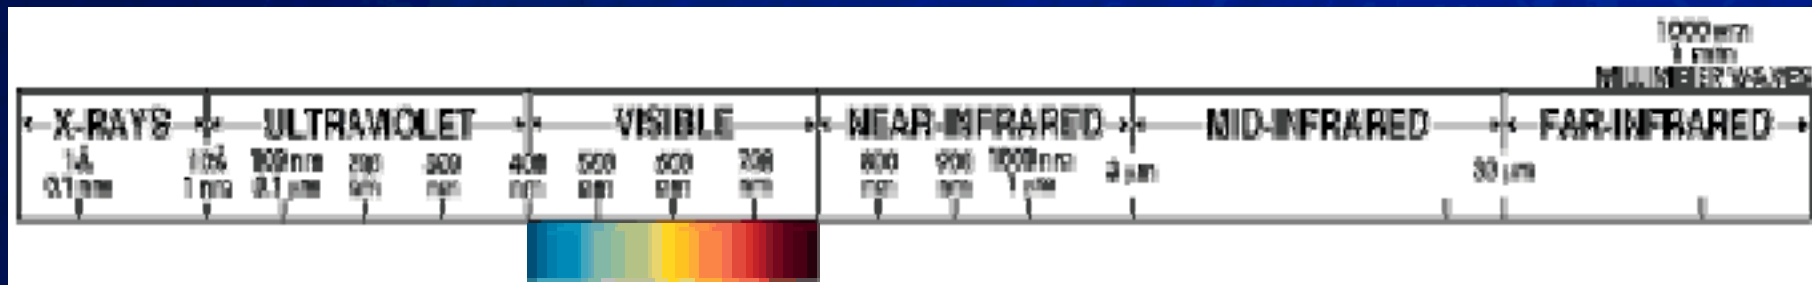 1000 µm
1 mm
MILLIMETER WAVES
X-RAYS ULTRAVIOLET VISIBLE NEAR-INFRARED MID-INFRARED FAR-INFRARED
1Å 10Å 100 nm 200 300 400 500 600 700 800 900 1000 nm 3 µm 30 µm
0.1 nm 1 nm 0.1 µm nm nm nm nm nm nm nm nm 1 µm